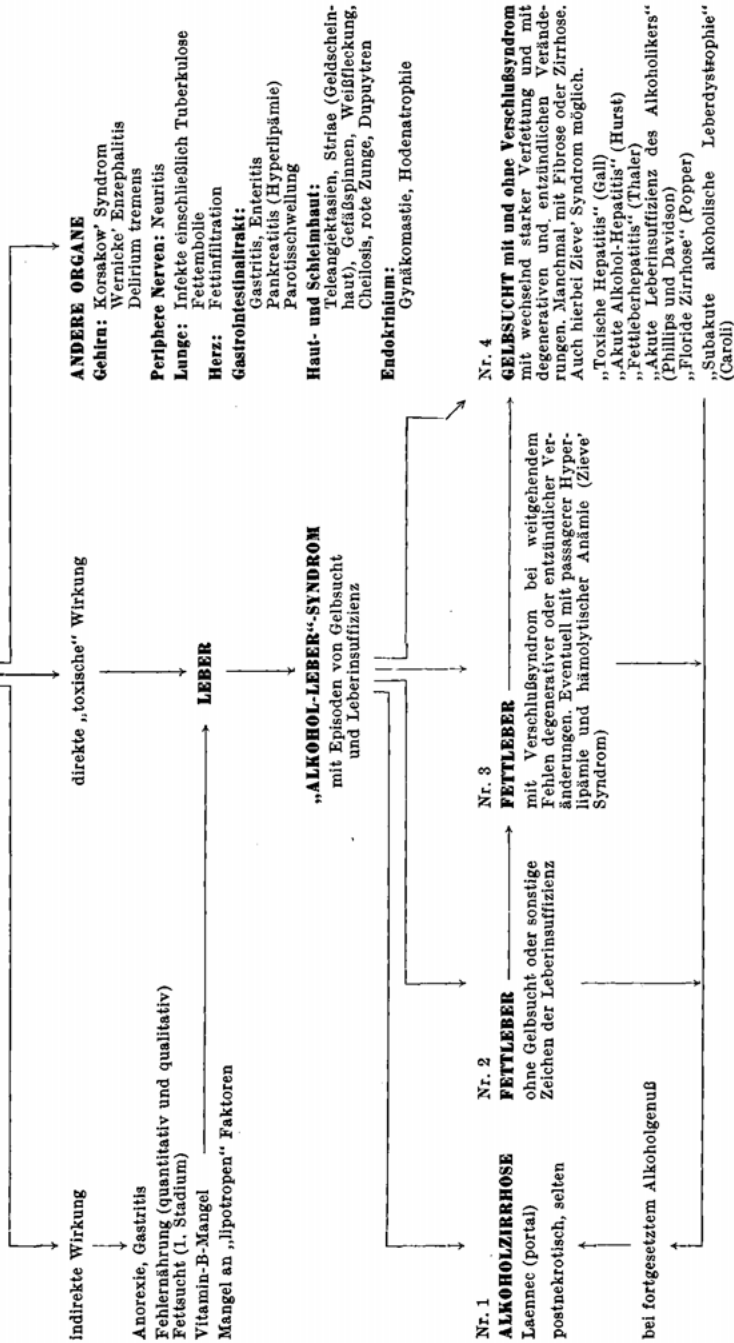 indirekte Wirkung
Anorexie, Gastritis
Fehlernährung (quantitativ und qualitativ)
Fettsucht (1. Stadium)
Vitamin-B-Mangel
Mangel an „lipotropen“ Faktoren
direkte „toxische“ Wirkung
LEBER
„ALKOHOL-LEBER“-SYNDROM
mit Episoden von Gelbsucht
und Leberinsuffizienz
ANDERE ORGANE
Gehirn: Korsakow’ Syndrom
Wernicke’ Enzephalitis
Delirium tremens
Periphere Nerven: Neuritis
Lunge: Infekte einschließlich Tuberkulose
Fettembolie
Herz: Fettinfiltration
Gastrointestinaltrakt:
Gastritis, Enteritis
Pankreatitis (Hyperlipämie)
Parotisschwellung
Haut- und Schleimhaut:
Teleangiektasien, Striae (Geldschein-
haut), Gefäßspinnen, Weißfleckung,
Cheilosis, rote Zunge, Dupuytren
Endokrinium:
Gynäkomastie, Hodenatrophie
Nr. 1
ALKOHOLZIRRHOSE
Laennec (portal)
postnekrotisch, selten
bei fortgesetztem Alkoholgenuß
Nr. 2
FETTLEBER
ohne Gelbsucht oder sonstige
Zeichen der Leberinsuffizienz
Nr. 3
FETTLEBER
mit Verschlußsyndrom bei weitgehendem
Fehlen degenerativer oder entzündlicher Ver-
änderungen. Eventuell mit passagerer Hyper-
lipämie und hämolytischer Anämie (Zieve’
Syndrom)
Nr. 4
GELBSUCHT mit und ohne Verschlußsyndrom
mit wechselnd starker Verfettung und mit
degenerativen und entzündlichen Verände-
rungen. Manchmal mit Fibrose oder Zirrhose.
Auch hierbei Zieve’ Syndrom möglich.
„Toxische Hepatitis“ (Gall)
„Akute Alkohol-Hepatitis“ (Hurst)
„Fettleberhepatitis“ (Thaler)
„Akute Leberinsuffizienz des Alkoholikers“
(Phillips und Davidson)
„Floride Zirrhose“ (Popper)
„Subakute alkoholische Leberdystrophie“
(Caroli)